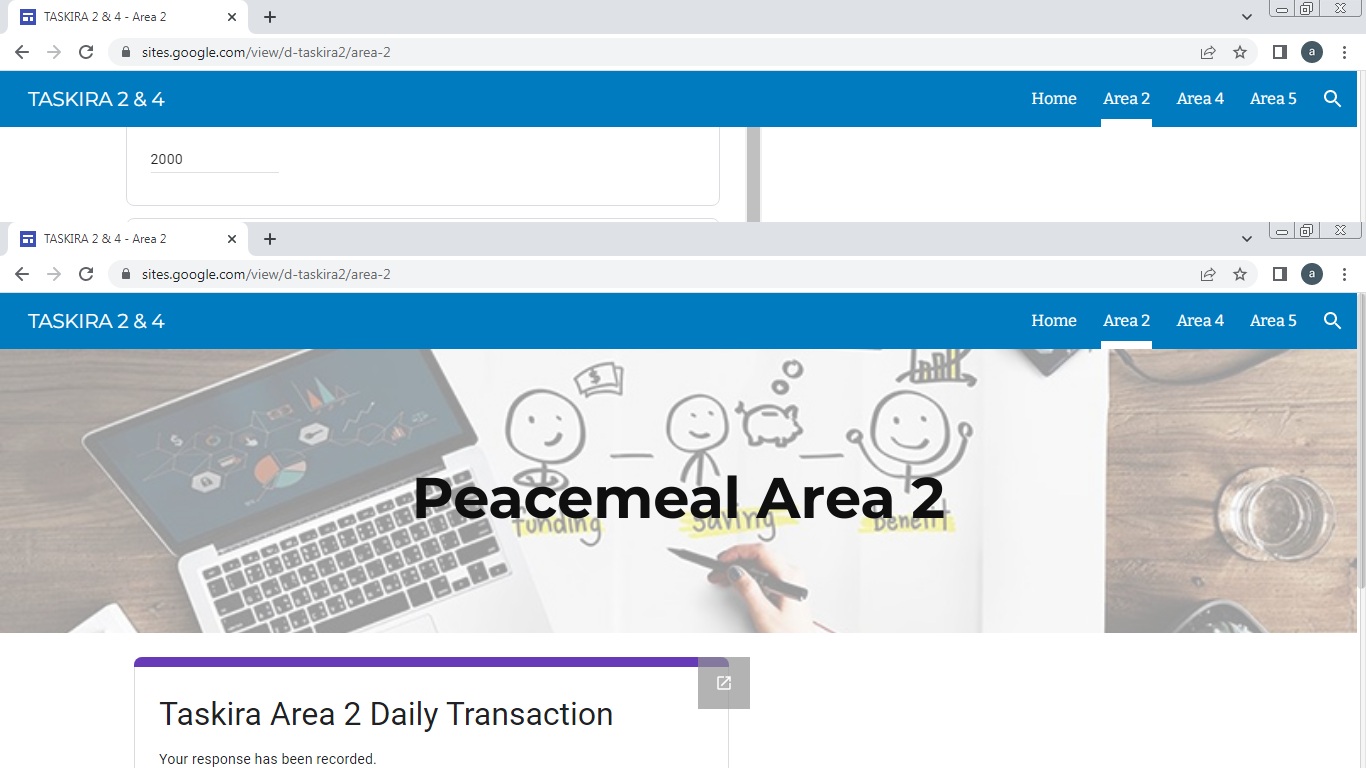 TASKIRA 2 & 4 - Area 2
sites.google.com/view/d-taskira2/area-2
a
TASKIRA 2 & 4
Home Area 2 Area 4 Area 5
2000
TASKIRA 2 & 4 - Area 2
sites.google.com/view/d-taskira2/area-2
a
TASKIRA 2 & 4
Home Area 2 Area 4 Area 5
$
$
Peacemeal Area 2
funding saving benefit
Taskira Area 2 Daily Transaction
Your response has been recorded.